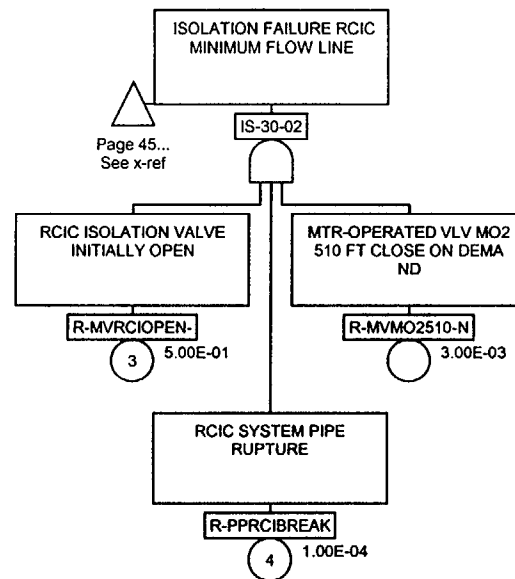 ISOLATION FAILURE RCIC
MINIMUM FLOW LINE
IS-30-02
Page 45...
See x-ref
RCIC ISOLATION VALVE
INITIALLY OPEN
R-MVRCIOPEN-
3
5.00E-01
MTR-OPERATED VLV MO2
510 FT CLOSE ON DEMA
ND
R-MVMO2510-N
3.00E-03
RCIC SYSTEM PIPE
RUPTURE
R-PPRCIBREAK
4
1.00E-04